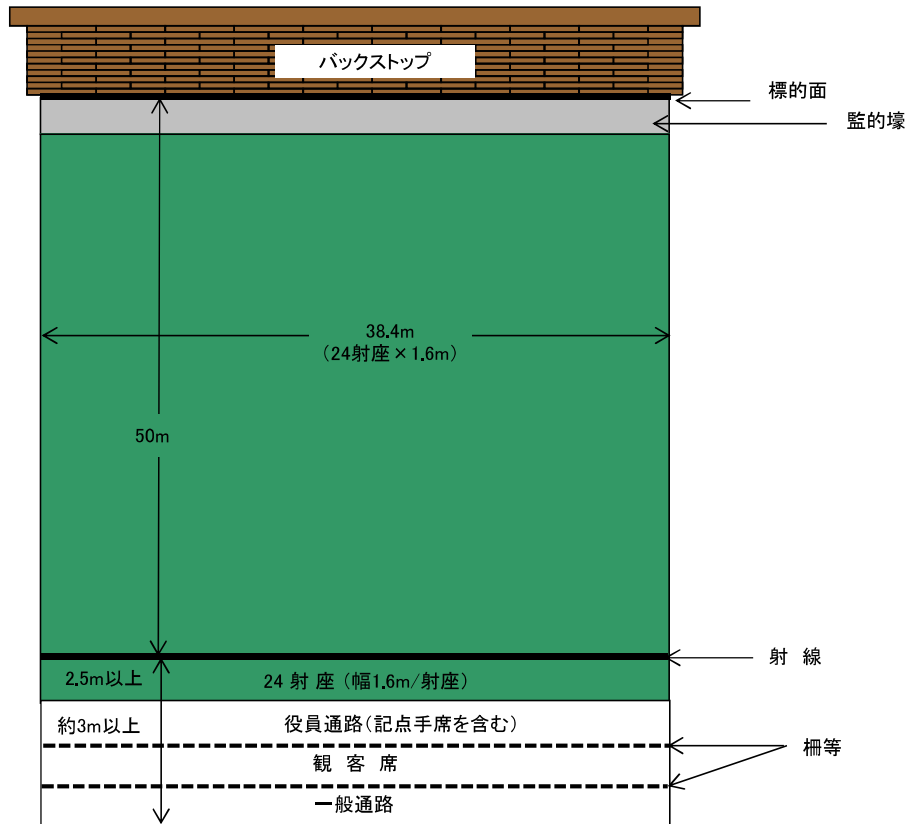 バックストップ
標的面
監的壕
38.4m
（24射座×1.6m）
50m
射 線
2.5m以上
24 射 座 （幅1.6m/射座）
約3m以上
役員通路（記点手席を含む）
柵等
観 客 席
一般通路